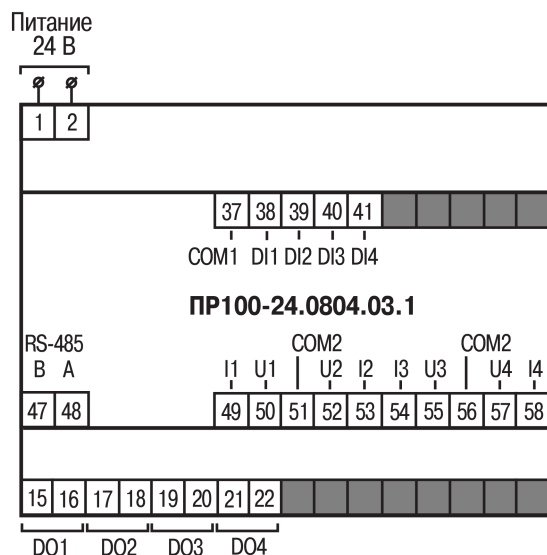 Питание
24 В
1 2
37 38 39 40 41
COM1 DI1 DI2 DI3 DI4
ПР100-24.0804.03.1
RS-485 COM2 COM2
B A I1 U1 U2 I2 I3 U3 U4 I4
47 48 49 50 51 52 53 54 55 56 57 58
15 16 17 18 19 20 21 22
DO1 DO2 DO3 DO4